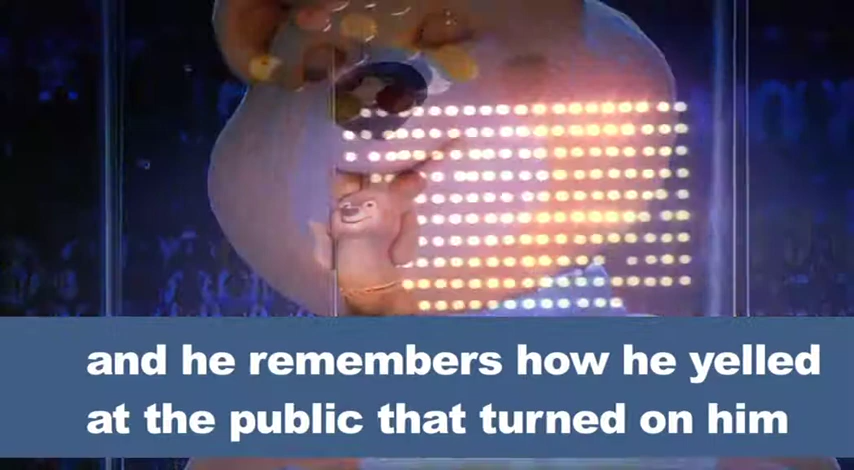 and he remembers how he yelled
at the public that turned on him